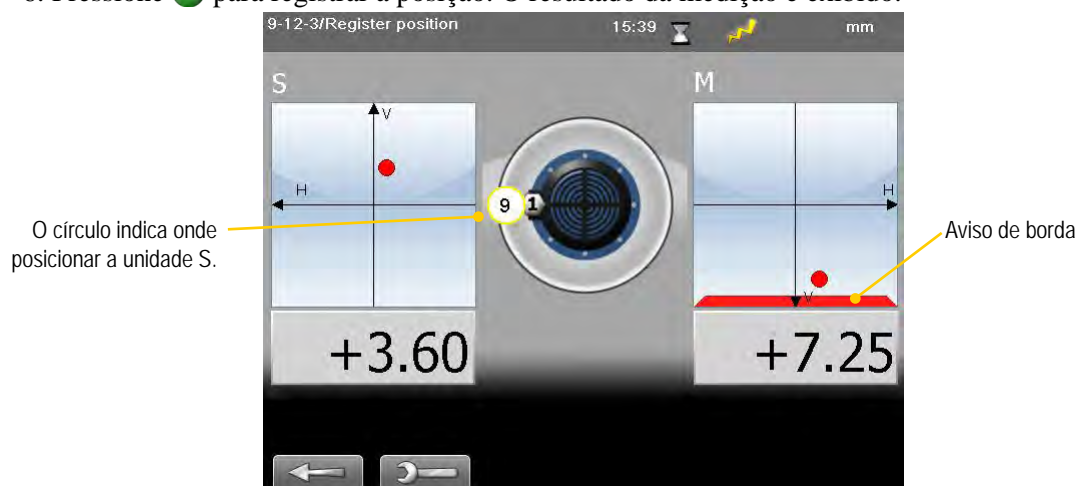 6. Pressione para registrar a posição. O resultado da medição é exibido.
9-12-3/Register position 15:39 mm
S
M
V
H
H
V
9
1
O círculo indica onde
posicionar a unidade S.
Aviso de borda
+3.60
+7.25